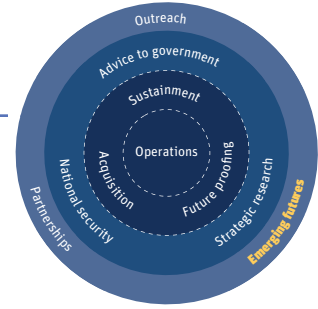 Outreach
Advice to government
Sustainment
Operations
Acquisition
Future proofing
National security
Strategic research
Partnerships
Emerging futures